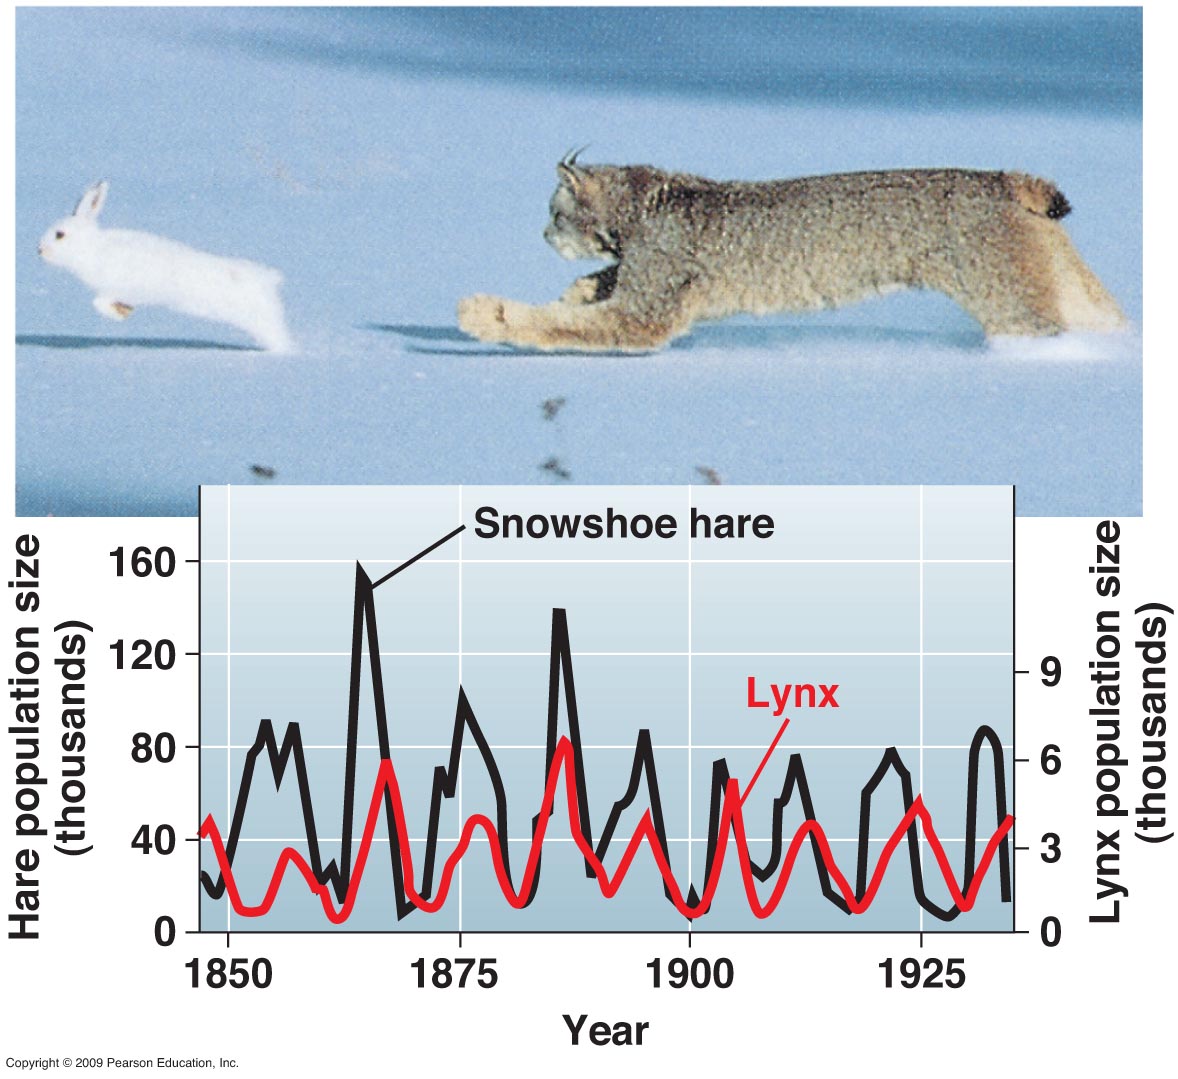 Snowshoe hare
Lynx
Hare population size
(thousands)
160
120
80
40
0
Lynx population size
(thousands)
9
6
3
0
1850
1875
1900
1925
Year
Copyright © 2009 Pearson Education, Inc.